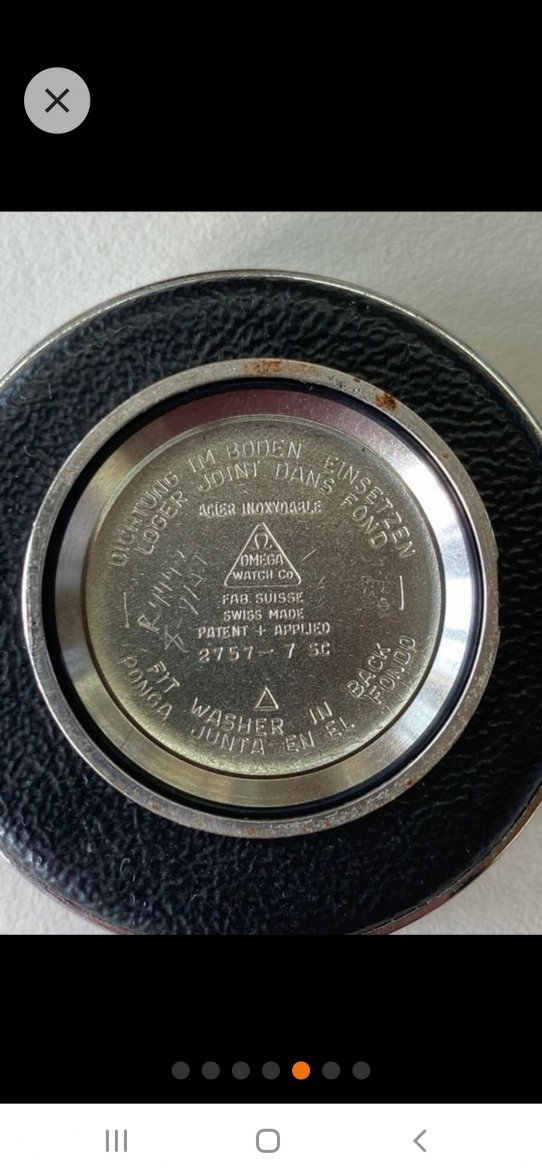 DICHTUNG IM BODEN EINSETZEN
LOGER JOINT DANS FOND
ACIER INOXYDABLE
Ω
OMEGA
WATCH Co
FAB. SUISSE
SWISS MADE
PATENT + APPLIED
2757-7 SC
FIT WASHER IN BACK
PONGA JUNTA EN EL FONDO